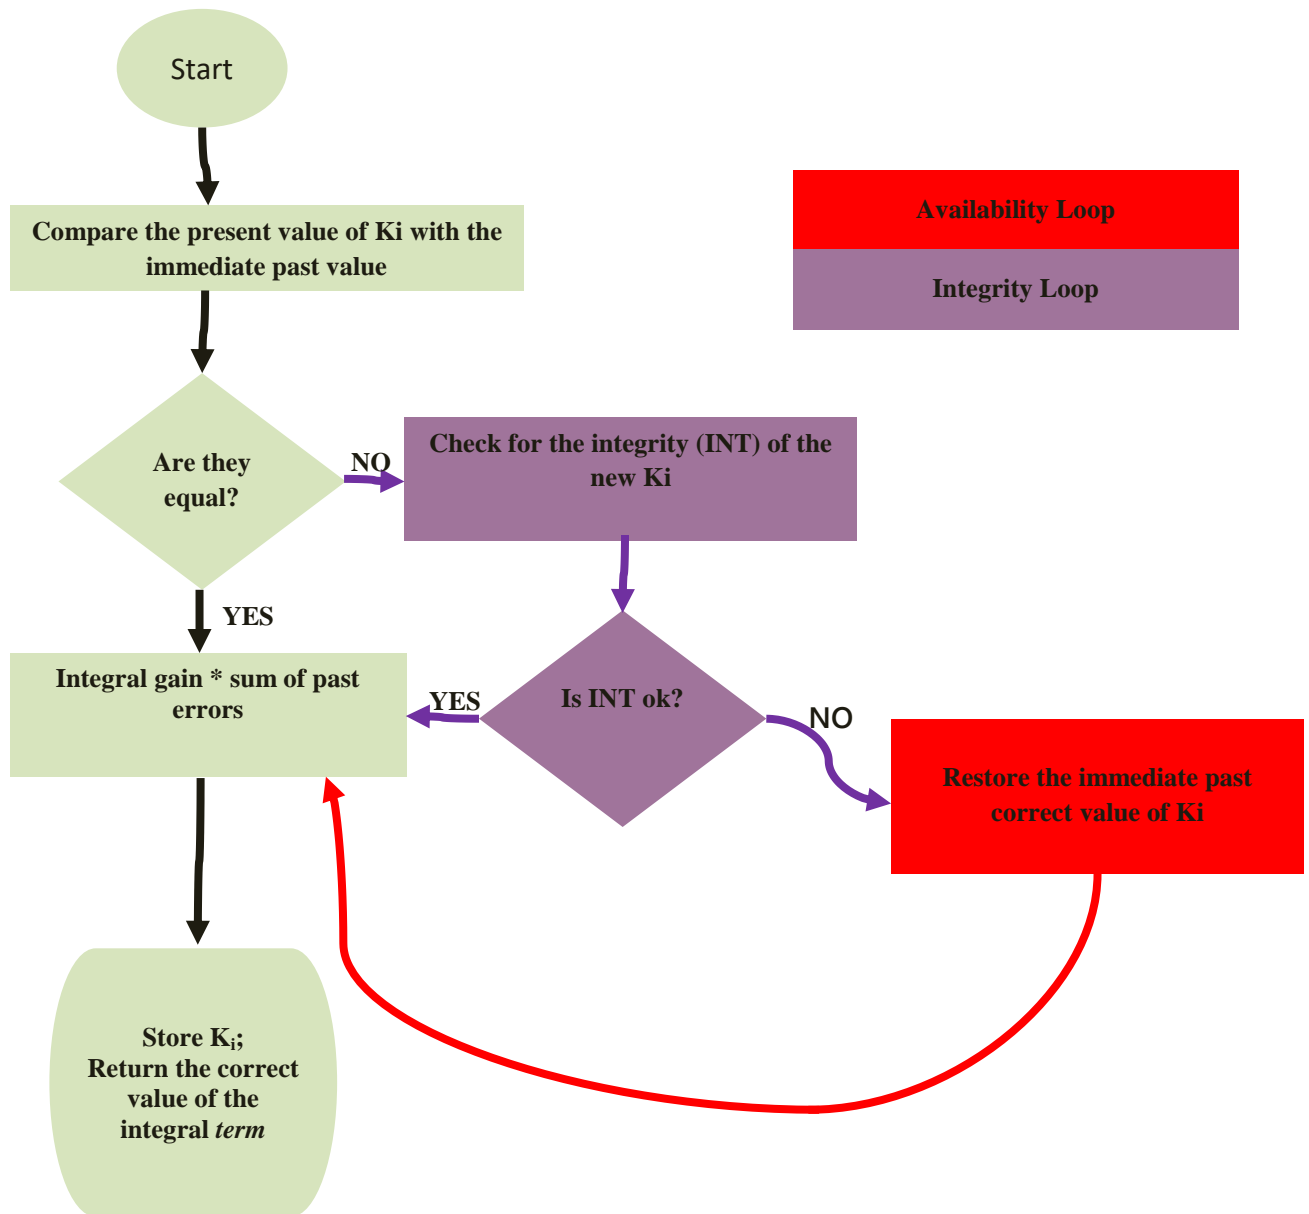 Start
Compare the present value of Ki with the
immediate past value
Availability Loop
Integrity Loop
Are they
equal?
NO
Check for the integrity (INT) of the
new Ki
YES
Integral gain * sum of past
errors
YES
Is INT ok?
NO
Restore the immediate past
correct value of Ki
Store Ki;
Return the correct
value of the
integral term